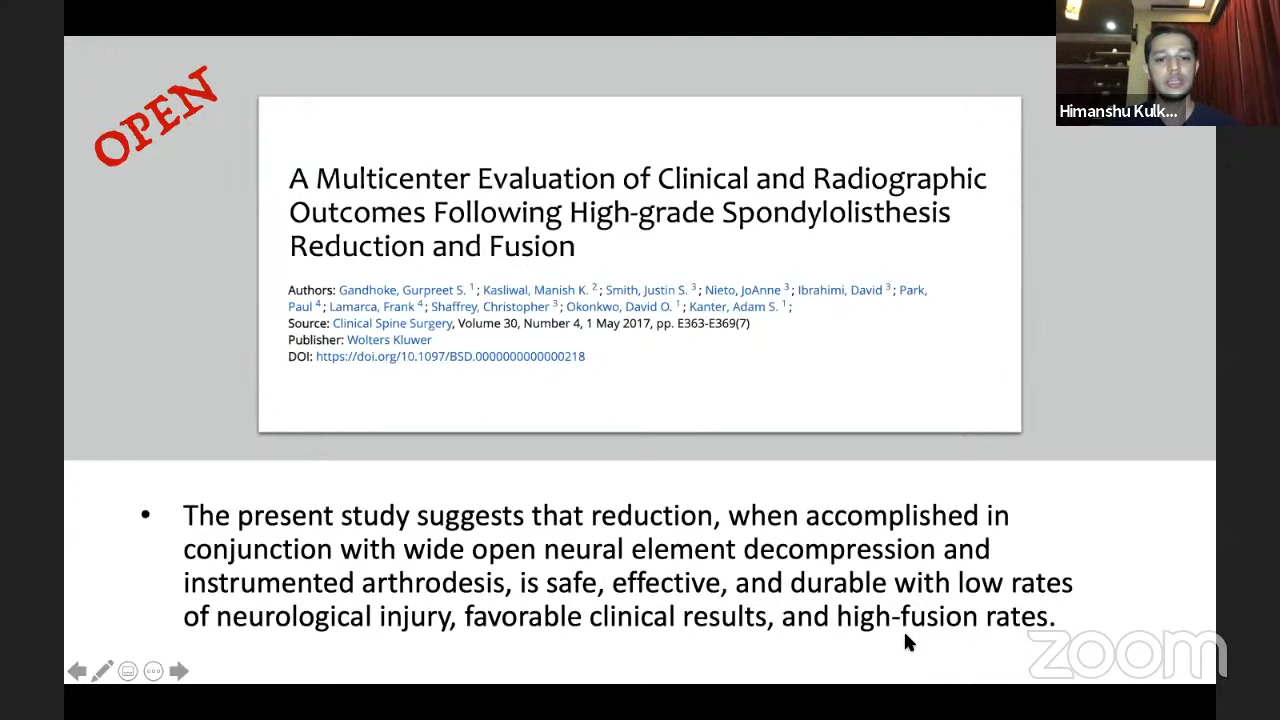 OPEN
Himanshu Kulk...
A Multicenter Evaluation of Clinical and Radiographic
Outcomes Following High-grade Spondylolisthesis
Reduction and Fusion
Authors: Gandhoke, Gurpreet S. 1 ; Kasliwal, Manish K. 2 ; Smith, Justin S. 3 ; Nieto, JoAnne 3 ; Ibrahimi, David 3 ; Park,
Paul 4 ; Lamarca, Frank 4 ; Shaffrey, Christopher 3 ; Okonkwo, David O. 1 ; Kanter, Adam S. 1 ;
Source: Clinical Spine Surgery, Volume 30, Number 4, 1 May 2017, pp. E363-E369(7)
Publisher: Wolters Kluwer
DOI: https://doi.org/10.1097/BSD.0000000000000218
• The present study suggests that reduction, when accomplished in
conjunction with wide open neural element decompression and
instrumented arthrodesis, is safe, effective, and durable with low rates
of neurological injury, favorable clinical results, and high-fusion rates.
zoom